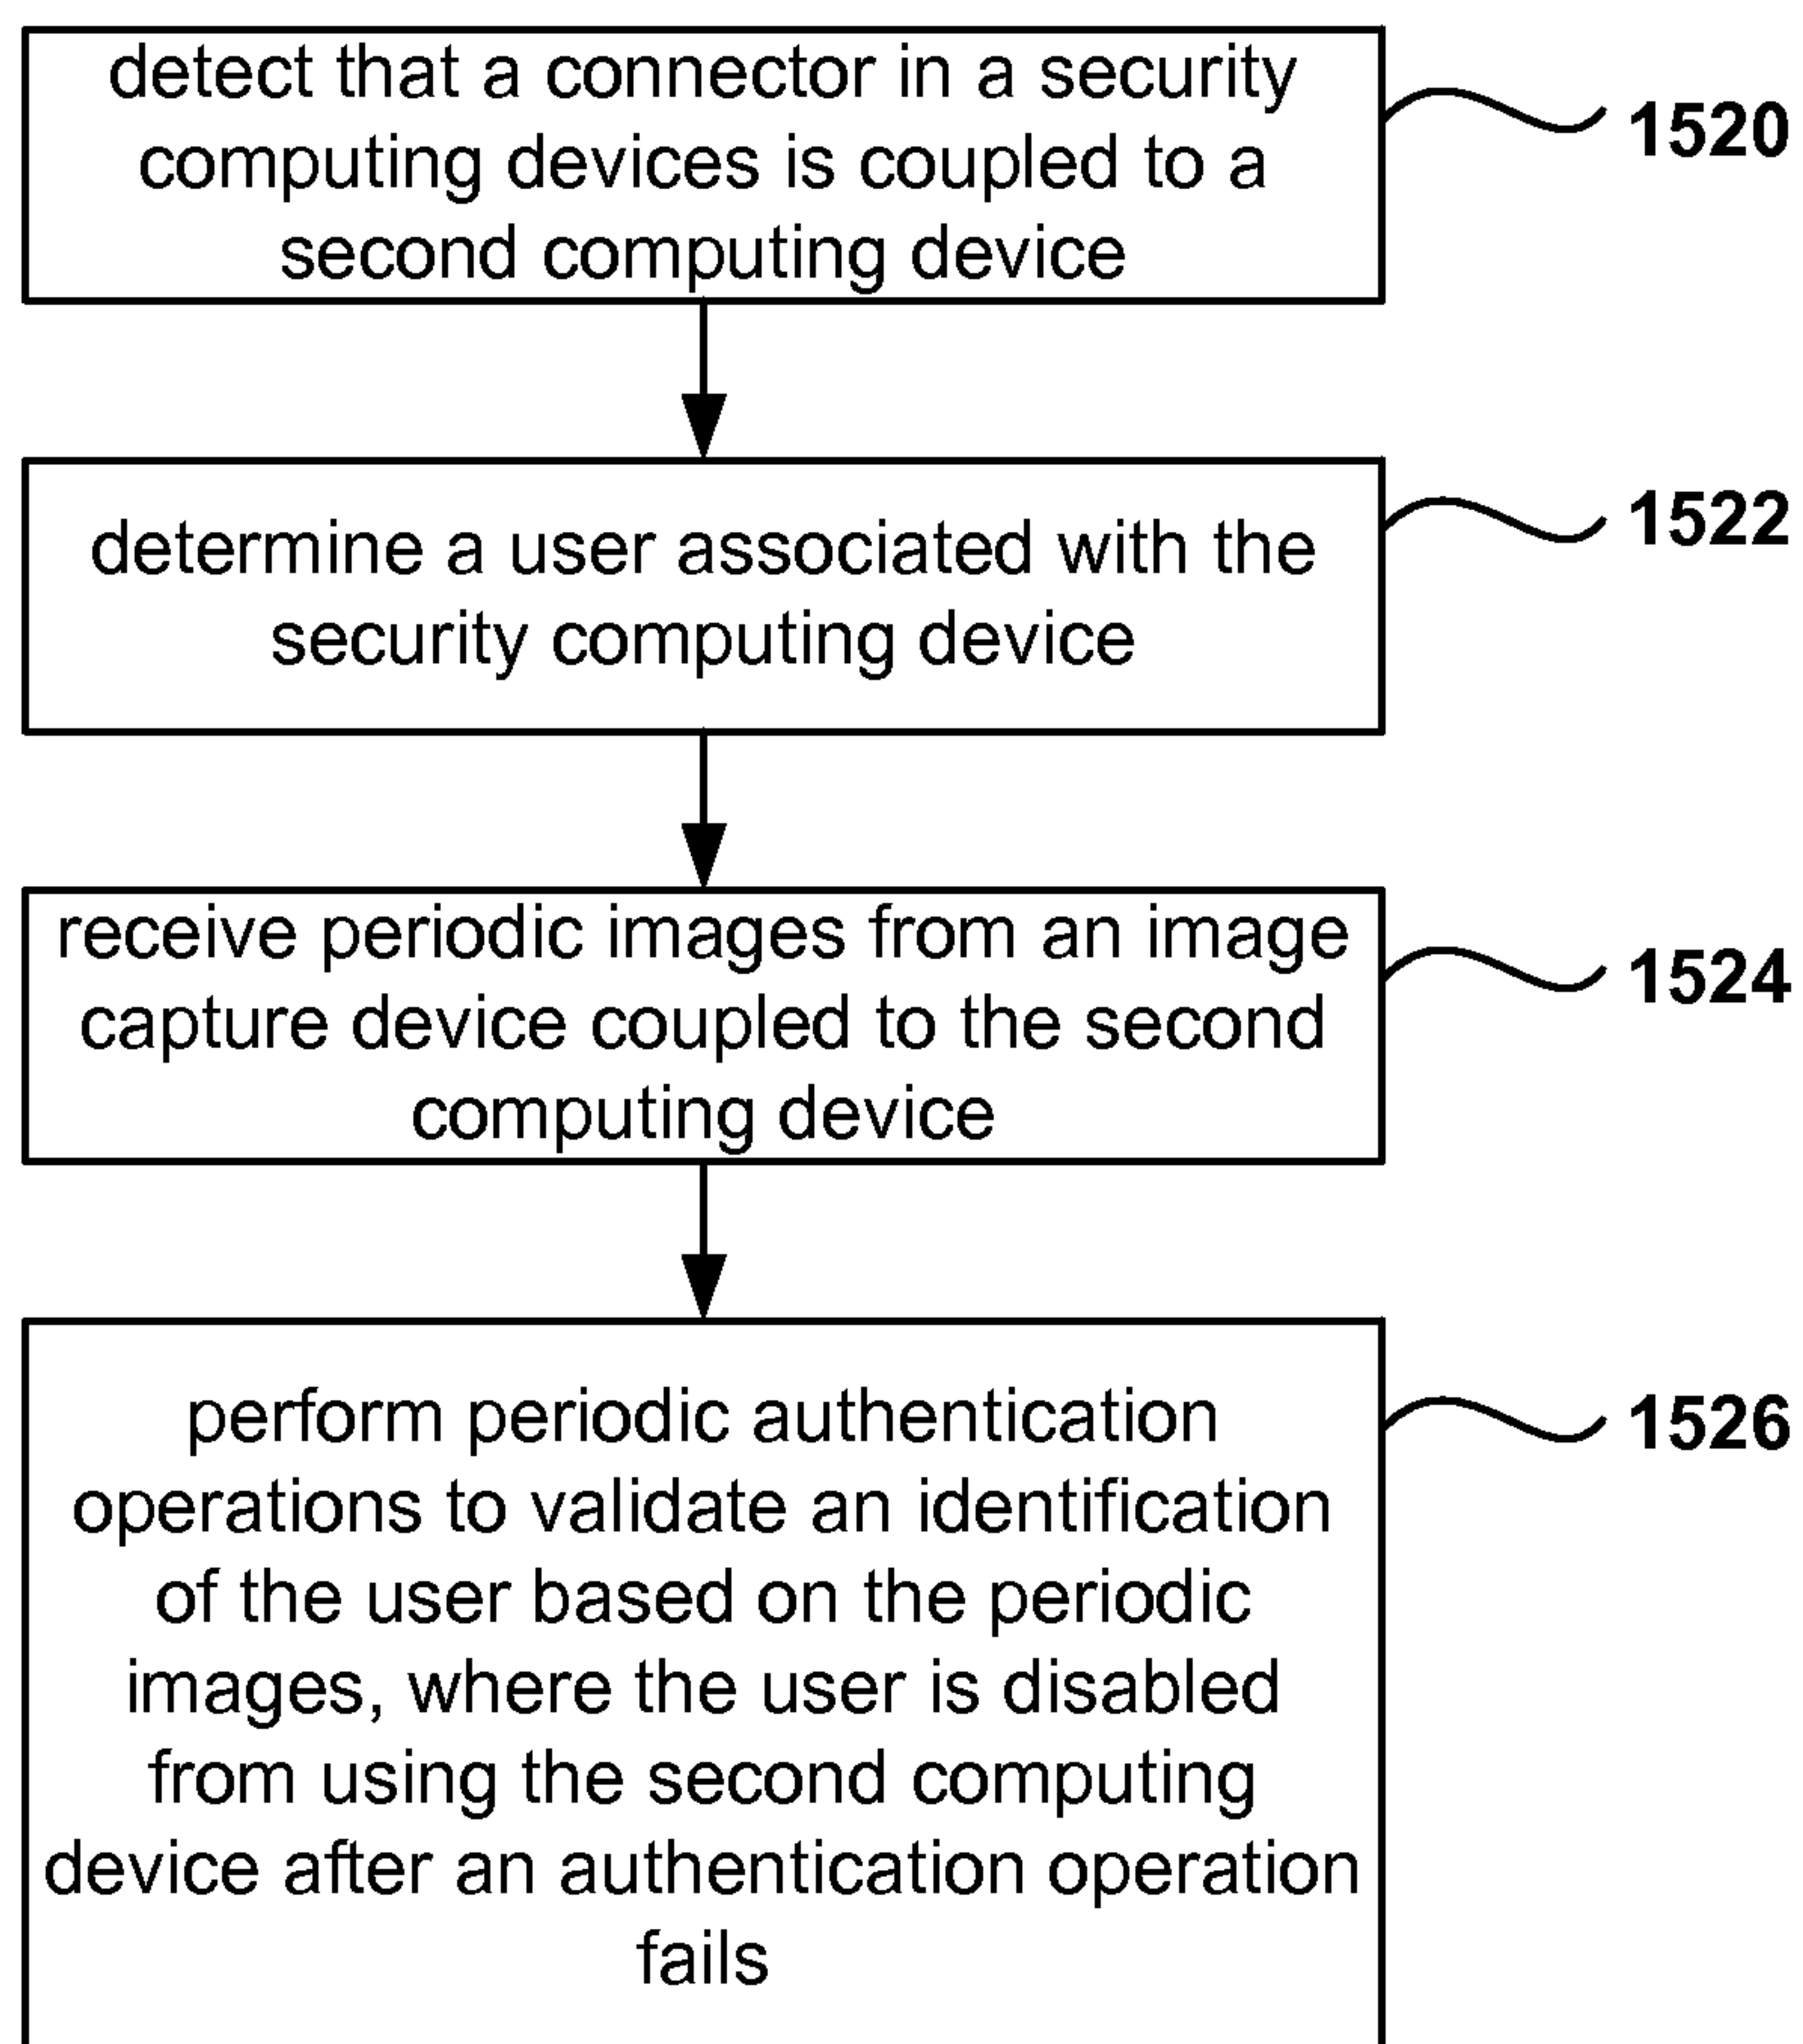 detect that a connector in a security
computing devices is coupled to a
second computing device
1520
determine a user associated with the
security computing device
1522
receive periodic images from an image
capture device coupled to the second
computing device
1524
perform periodic authentication
operations to validate an identification
of the user based on the periodic
images, where the user is disabled
from using the second computing
device after an authentication operation
fails
1526